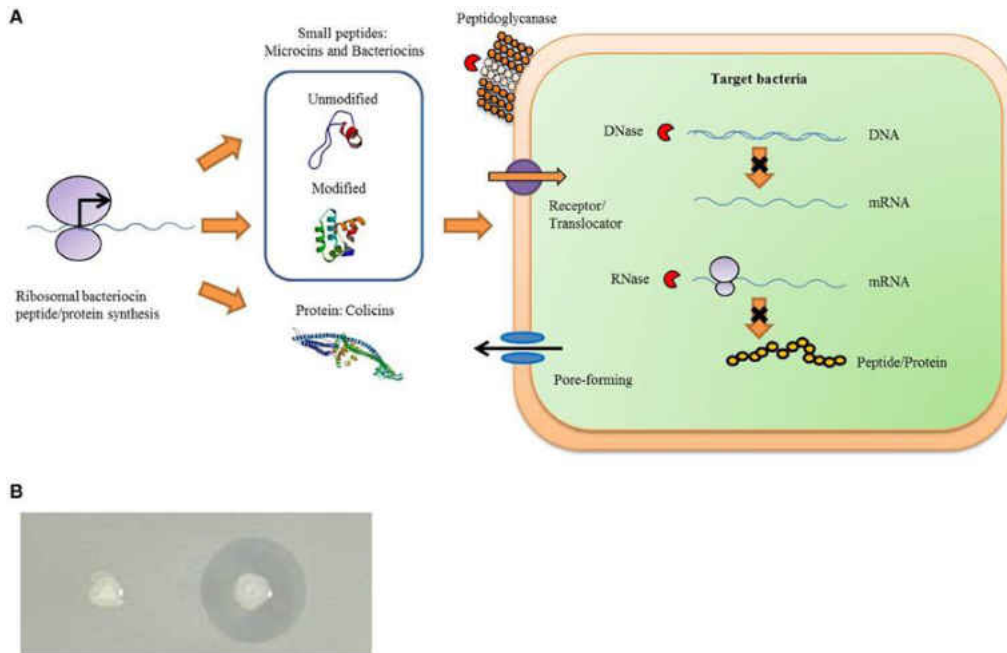 A
Small peptides:
Microcins and Bacteriocins
Unmodified
Modified
Ribosomal bacteriocin
peptide/protein synthesis
Protein: Colicins
Peptidoglycanase
Target bacteria
DNase
DNA
mRNA
Receptor/
Translocator
RNase
mRNA
Pore-forming
Peptide/Protein
B